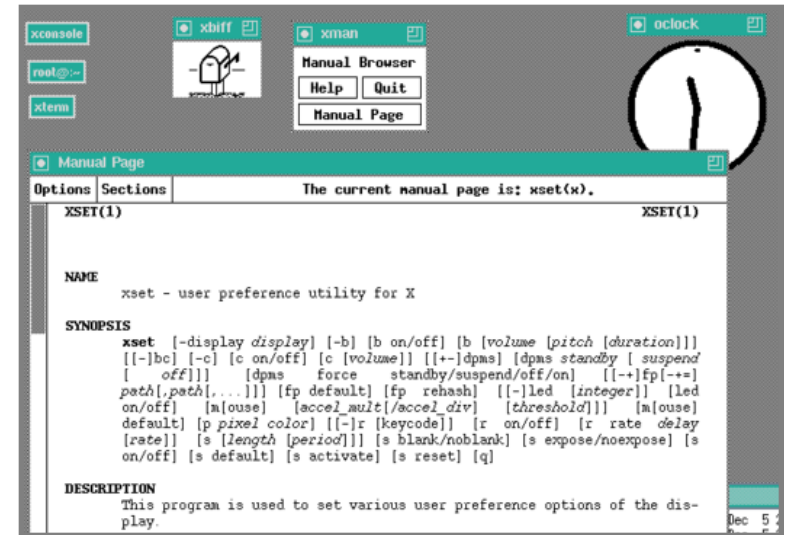 xconsole
root@:~
xterm
xbiff
xman
Manual Browser
Help Quit
Manual Page
oclock
Manual Page
Options Sections The current manual page is: xset(x).
XSET(1) XSET(1)
NAME
xset - user preference utility for X
SYNOPSIS
xset [-display display] [-b] [b on/off] [b [volume [pitch [duration]]]
[[-]bc] [-c] [c on/off] [c [volume]] [[+-]dpms] [dpms standby [ suspend
[ off]]] [dpms force standby/suspend/off/on] [[-+]fp[-+=]
path[,path[,...]]] [fp default] [fp rehash] [[-]led [integer]] [led
on/off] [m[ouse] [accel_mult[/accel_div] [threshold]]] [m[ouse]
default] [p pixel color] [[-]r [keycode]] [r on/off] [r rate delay
[rate]] [s [length [period]]] [s blank/noblank] [s expose/noexpose] [s
on/off] [s default] [s activate] [s reset] [q]
DESCRIPTION
This program is used to set various user preference options of the dis-
play.
Dec 5